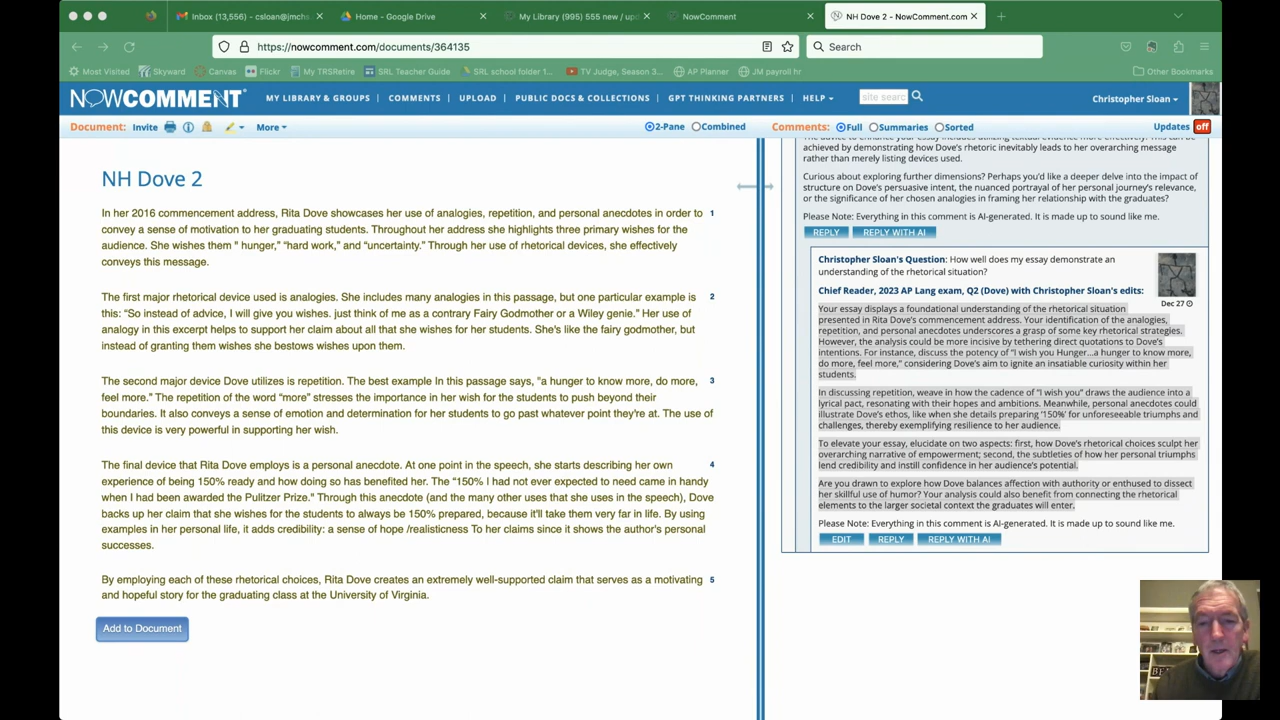 Inbox (13,556) - csloan@jmchs
Home - Google Drive
My Library (995) 555 new / upd
NowComment
NH Dove 2 - NowComment.com
https://nowcomment.com/documents/364135
Search
Most Visited
Skyward
Canvas
Flickr
My TRSRetire
SRL Teacher Guide
SRL school folder 1...
TV Judge, Season 3...
AP Planner
JM payroll hr
Other Bookmarks
NOWCOMMENT
MY LIBRARY & GROUPS | COMMENTS | UPLOAD | PUBLIC DOCS & COLLECTIONS | GPT THINKING PARTNERS | HELP
site searc
Christopher Sloan
Document: Invite
More
2-Pane Combined
Comments: Full Summaries Sorted
Updates off
NH Dove 2
In her 2016 commencement address, Rita Dove showcases her use of analogies, repetition, and personal anecdotes in order to 1
convey a sense of motivation to her graduating students. Throughout her address she highlights three primary wishes for the
audience. She wishes them " hunger," “hard work,” and “uncertainty.” Through her use of rhetorical devices, she effectively
conveys this message.
The first major rhetorical device used is analogies. She includes many analogies in this passage, but one particular example is 2
this: “So instead of advice, I will give you wishes. just think of me as a contrary Fairy Godmother or a Wiley genie.” Her use of
analogy in this excerpt helps to support her claim about all that she wishes for her students. She's like the fairy godmother, but
instead of granting them wishes she bestows wishes upon them.
The second major device Dove utilizes is repetition. The best example In this passage says, "a hunger to know more, do more, 3
feel more.” The repetition of the word “more” stresses the importance in her wish for the students to push beyond their
boundaries. It also conveys a sense of emotion and determination for her students to go past whatever point they're at. The use of
this device is very powerful in supporting her wish.
The final device that Rita Dove employs is a personal anecdote. At one point in the speech, she starts describing her own 4
experience of being 150% ready and how doing so has benefited her. The “150% I had not ever expected to need came in handy
when I had been awarded the Pulitzer Prize.” Through this anecdote (and the many other uses that she uses in the speech), Dove
backs up her claim that she wishes for the students to always be 150% prepared, because it'll take them very far in life. By using
examples in her personal life, it adds credibility: a sense of hope /realisticness To her claims since it shows the author's personal
successes.
By employing each of these rhetorical choices, Rita Dove creates an extremely well-supported claim that serves as a motivating 5
and hopeful story for the graduating class at the University of Virginia.
Add to Document
achieved by demonstrating how Dove's rhetoric inevitably leads to her overarching message
rather than merely listing devices used.
Curious about exploring further dimensions? Perhaps you'd like a deeper delve into the impact of
structure on Dove's persuasive intent, the nuanced portrayal of her personal journey's relevance,
or the significance of her chosen analogies in framing her relationship with the graduates?
Please Note: Everything in this comment is AI-generated. It is made up to sound like me.
REPLY REPLY WITH AI
Christopher Sloan's Question: How well does my essay demonstrate an
understanding of the rhetorical situation?
Chief Reader, 2023 AP Lang exam, Q2 (Dove) with Christopher Sloan's edits:
Dec 27
Your essay displays a foundational understanding of the rhetorical situation
presented in Rita Dove's commencement address. Your identification of the analogies,
repetition, and personal anecdotes underscores a grasp of some key rhetorical strategies.
However, the analysis could be more incisive by tethering direct quotations to Dove's
intentions. For instance, discuss the potency of "I wish you Hunger...a hunger to know more,
do more, feel more," considering Dove's aim to ignite an insatiable curiosity within her
students.
In discussing repetition, weave in how the cadence of "I wish you" draws the audience into a
lyrical pact, resonating with their hopes and ambitions. Meanwhile, personal anecdotes could
illustrate Dove's ethos, like when she details preparing '150%' for unforeseeable triumphs and
challenges, thereby exemplifying resilience to her audience.
To elevate your essay, elucidate on two aspects: first, how Dove's rhetorical choices sculpt her
overarching narrative of empowerment; second, the subtleties of how her personal triumphs
lend credibility and instill confidence in her audience's potential.
Are you drawn to explore how Dove balances affection with authority or enthused to dissect
her skillful use of humor? Your analysis could also benefit from connecting the rhetorical
elements to the larger societal context the graduates will enter.
Please Note: Everything in this comment is AI-generated. It is made up to sound like me.
EDIT REPLY REPLY WITH AI